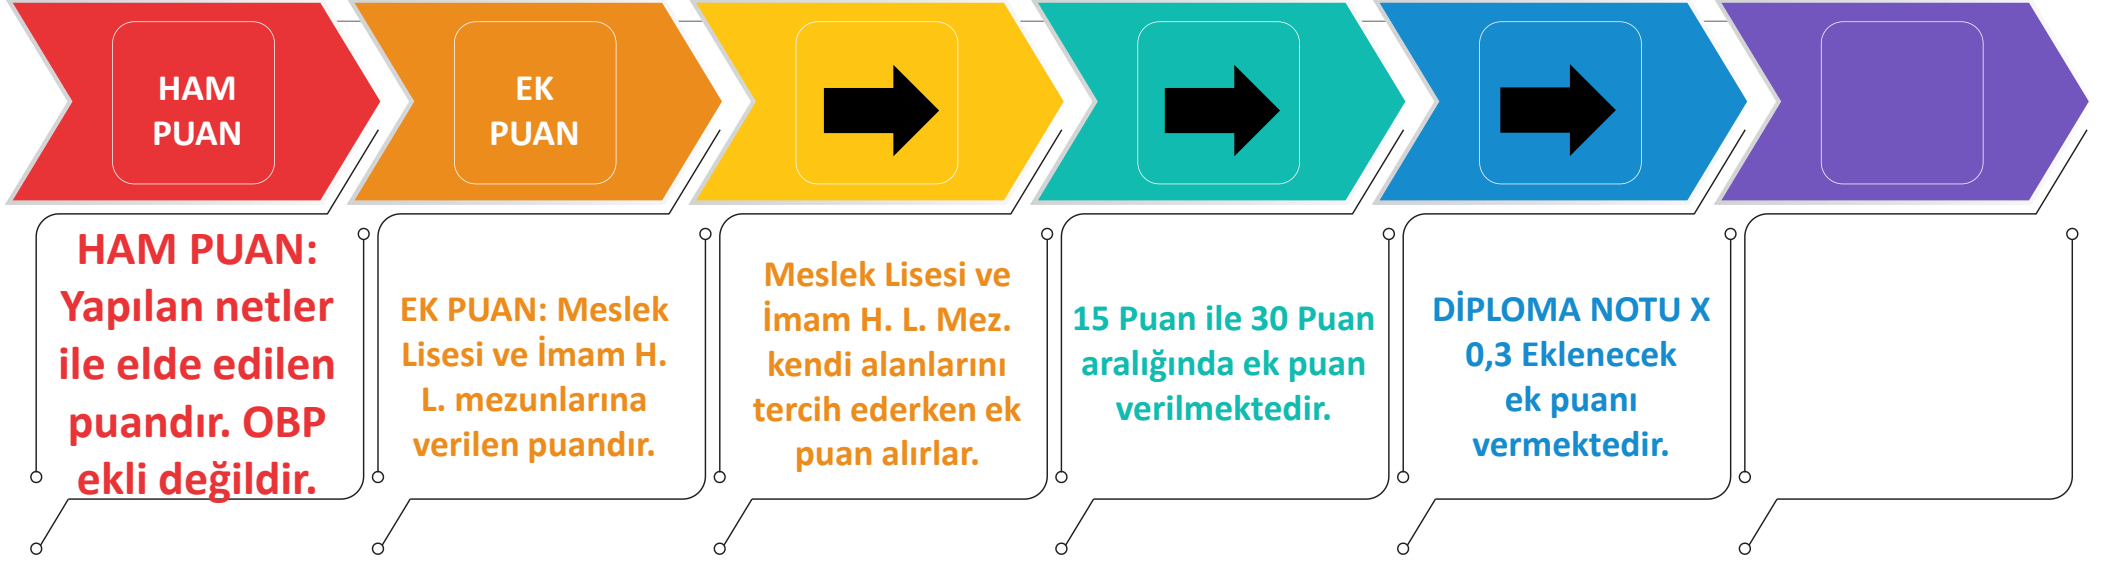 HAM
PUAN
EK
PUAN
HAM PUAN:
Yapılan netler
ile elde edilen
puandır. OBP
ekli değildir.
EK PUAN: Meslek
Lisesi ve İmam H.
L. mezunlarına
verilen puandır.
Meslek Lisesi ve
İmam H. L. Mez.
kendi alanlarını
tercih ederken ek
puan alırlar.
15 Puan ile 30 Puan
aralığında ek puan
verilmektedir.
DİPLOMA NOTU X
0,3 Eklenecek
ek puanı
vermektedir.